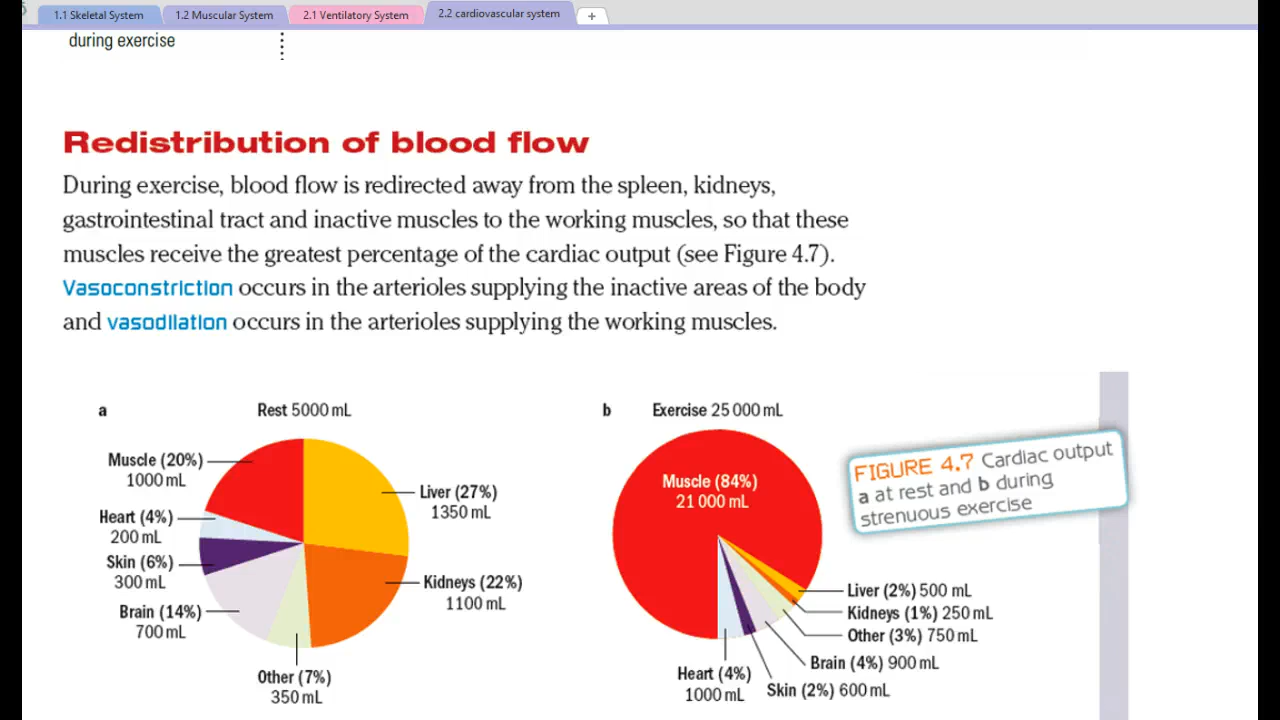 1.1 Skeletal System
1.2 Muscular System
2.1 Ventilatory System
2.2 cardiovascular system
+
during exercise
Redistribution of blood flow
During exercise, blood flow is redirected away from the spleen, kidneys,
gastrointestinal tract and inactive muscles to the working muscles, so that these
muscles receive the greatest percentage of the cardiac output (see Figure 4.7).
Vasoconstriction occurs in the arterioles supplying the inactive areas of the body
and vasodilation occurs in the arterioles supplying the working muscles.
a
Rest 5000 mL
Muscle (20%)
1000 mL
Heart (4%)
200 mL
Skin (6%)
300 mL
Brain (14%)
700 mL
Other (7%)
350 mL
Liver (27%)
1350 mL
Kidneys (22%)
1100 mL
b
Exercise 25 000 mL
Muscle (84%)
21 000 mL
Liver (2%) 500 mL
Kidneys (1%) 250 mL
Other (3%) 750 mL
Brain (4%) 900 mL
Skin (2%) 600 mL
Heart (4%)
1000 mL
FIGURE 4.7 Cardiac output
a at rest and b during
strenuous exercise